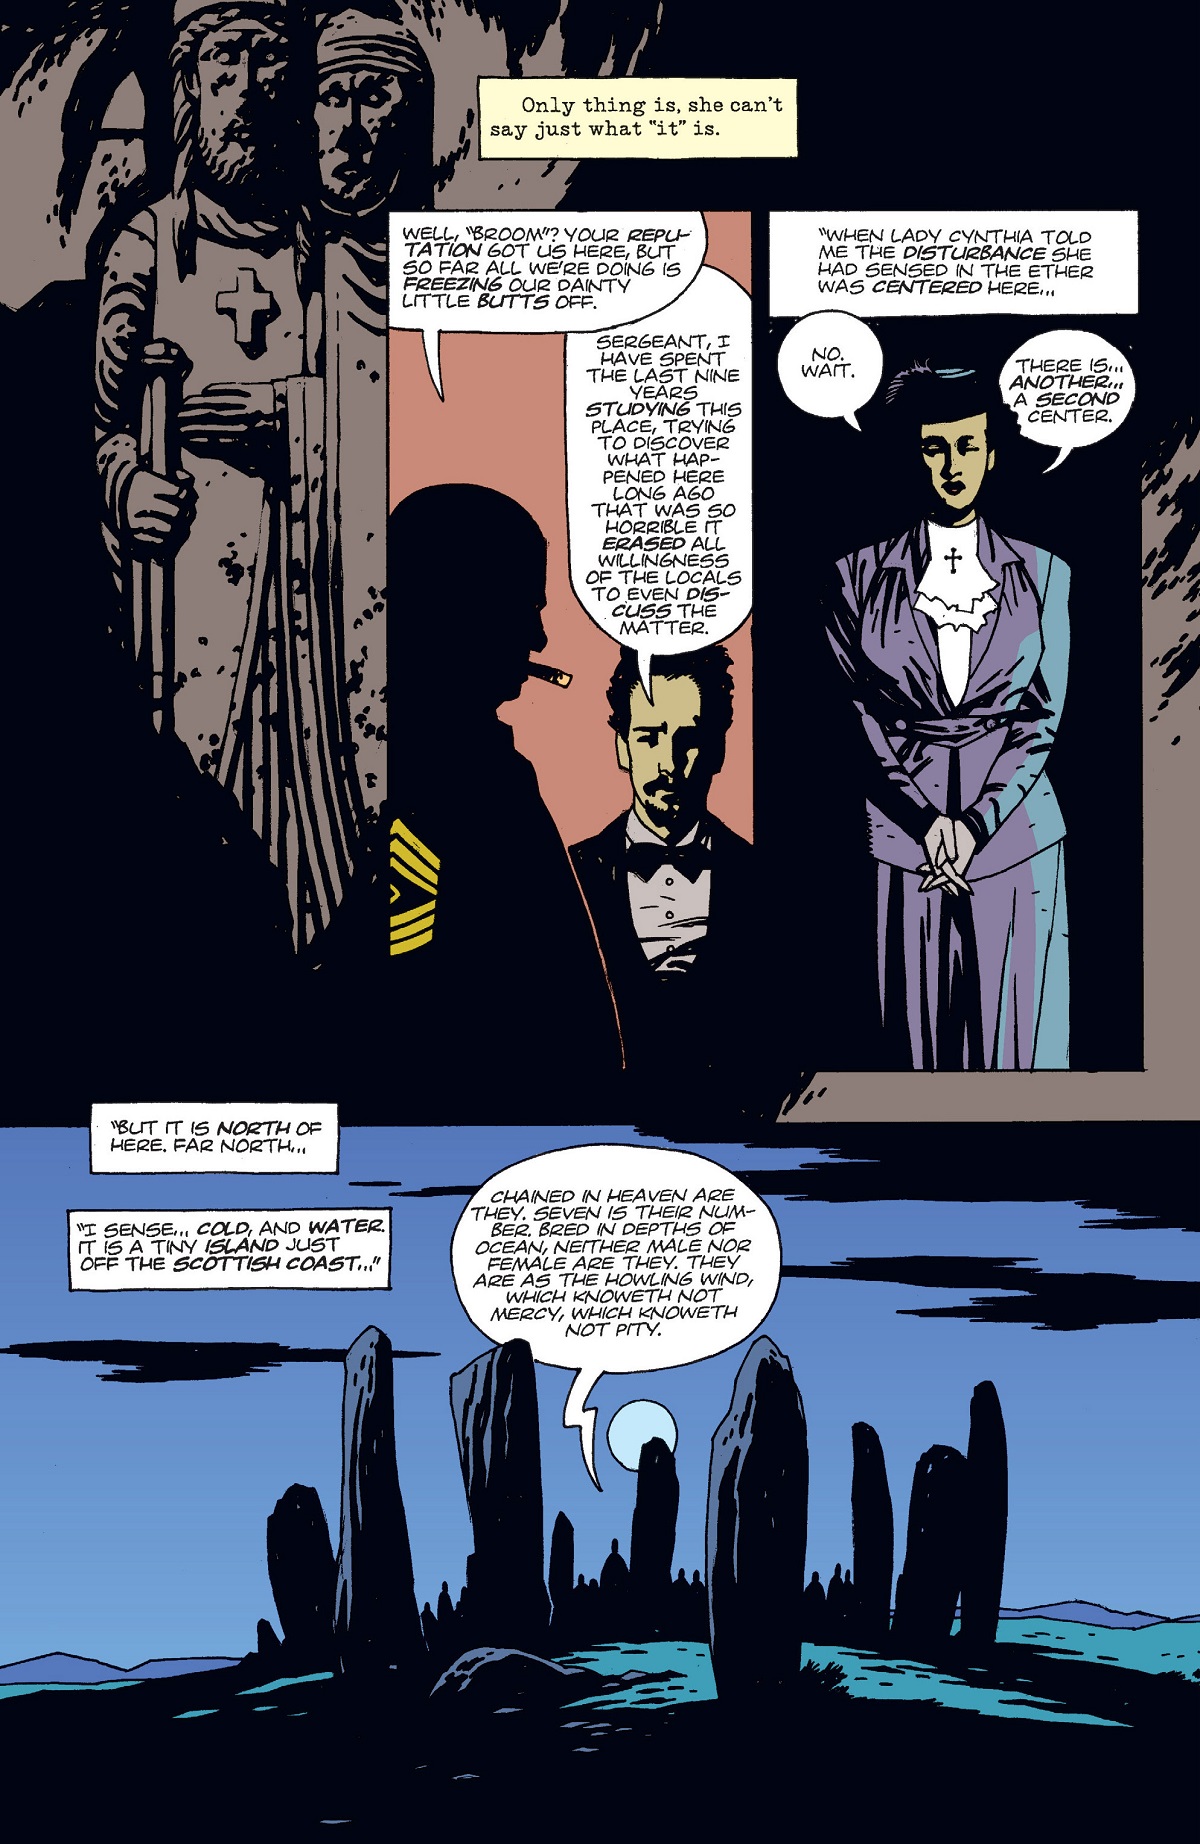 Only thing is, she can't
say just what "it" is.
WELL, "BROOM"? YOUR REPU-
TATION GOT US HERE, BUT
SO FAR ALL WE'RE DOING IS
FREEZING OUR DAINTY
LITTLE BUTTS OFF.
SERGEANT, I
HAVE SPENT
THE LAST NINE
YEARS
STUDYING THIS
PLACE, TRYING
TO DISCOVER
WHAT HAP-
PENED HERE
LONG AGO
THAT WAS SO
HORRIBLE IT
ERASED ALL
WILLINGNESS
OF THE LOCALS
TO EVEN DIS-
CUSS THE
MATTER.
"WHEN LADY CYNTHIA TOLD
ME THE DISTURBANCE SHE
HAD SENSED IN THE ETHER
WAS CENTERED HERE...
NO.
WAIT.
THERE IS...
ANOTHER...
A SECOND
CENTER.
"BUT IT IS NORTH OF
HERE. FAR NORTH...
"I SENSE... COLD, AND WATER.
IT IS A TINY ISLAND JUST
OFF THE SCOTTISH COAST..."
CHAINED IN HEAVEN ARE
THEY. SEVEN IS THEIR NUM-
BER. BRED IN DEPTHS OF
OCEAN, NEITHER MALE NOR
FEMALE ARE THEY. THEY
ARE AS THE HOWLING WIND,
WHICH KNOWETH NOT
MERCY, WHICH KNOWETH
NOT PITY.